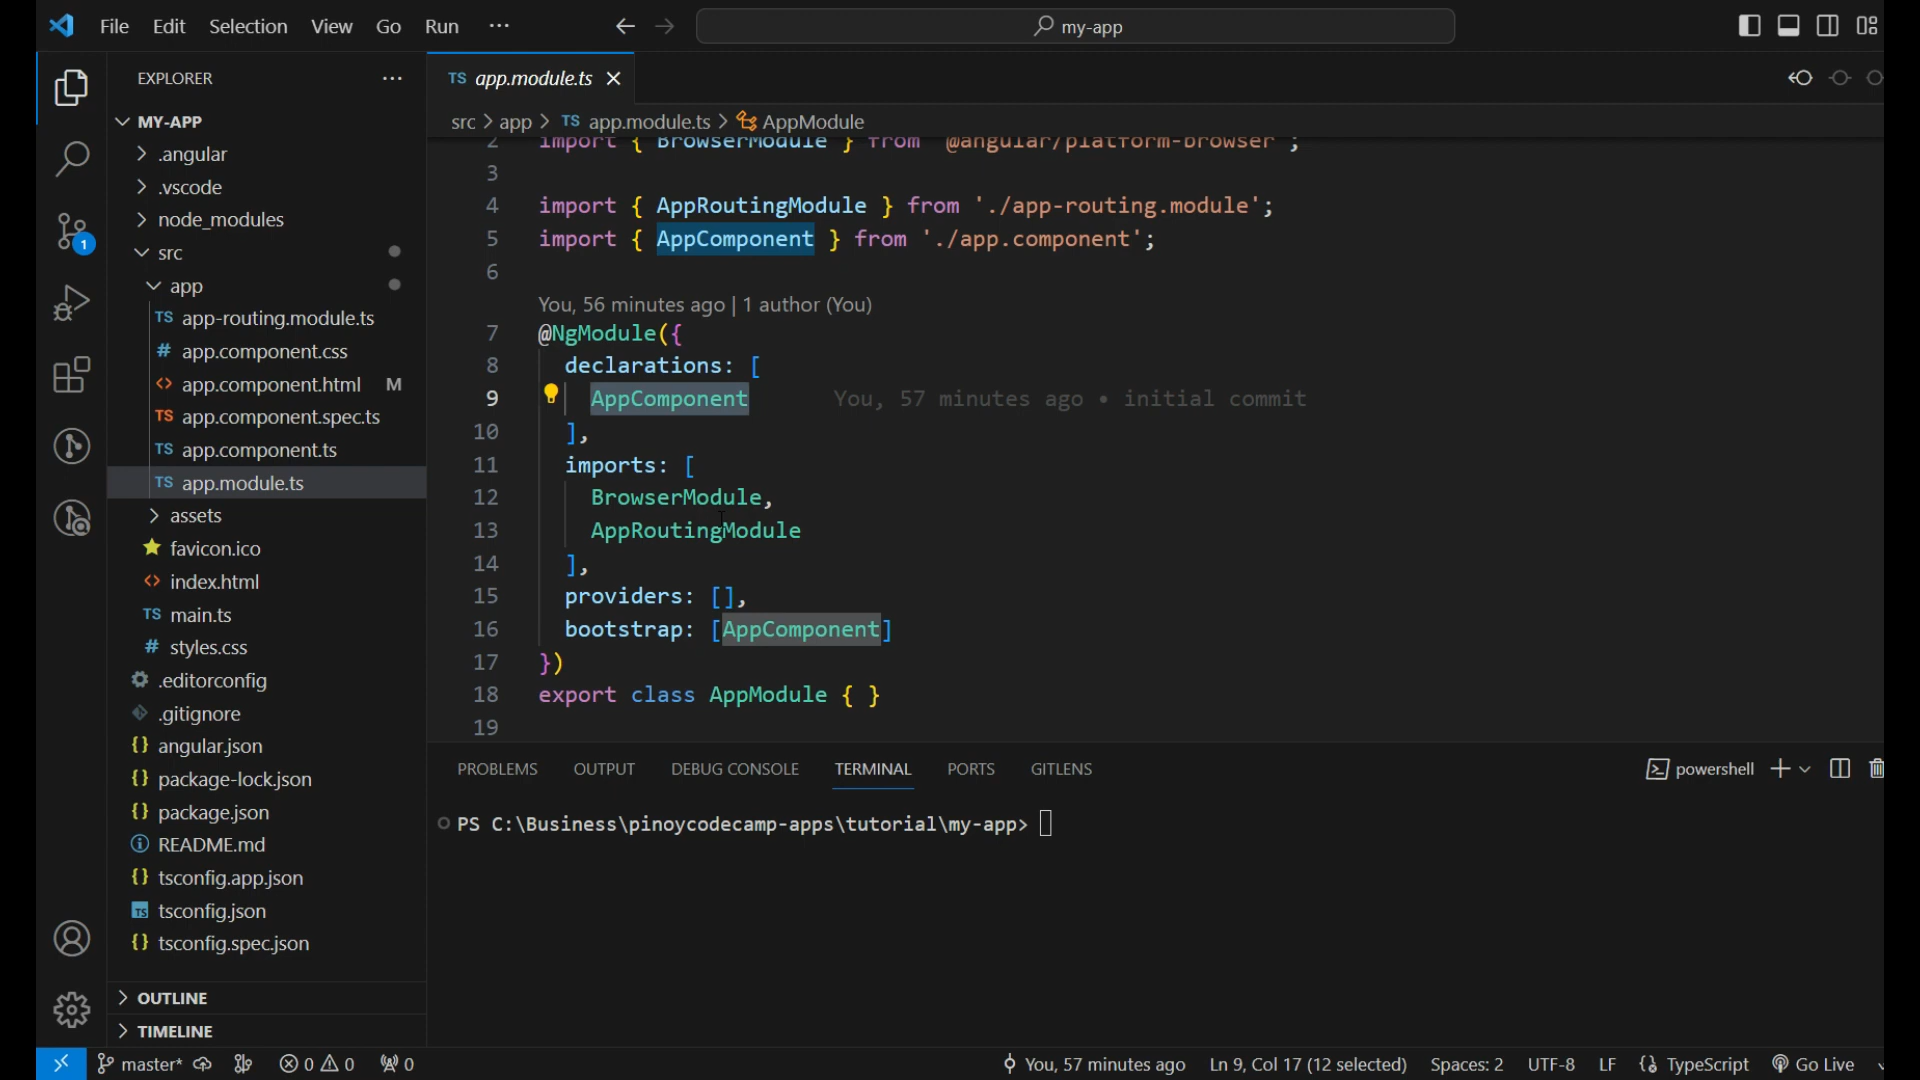 File Edit Selection View Go Run ··· my-app
EXPLORER ···
MY-APP
.angular
.vscode
node_modules
src
app
TS app-routing.module.ts
# app.component.css
<> app.component.html M
TS app.component.spec.ts
TS app.component.ts
TS app.module.ts
assets
favicon.ico
<> index.html
TS main.ts
# styles.css
.editorconfig
.gitignore
{} angular.json
{} package-lock.json
{} package.json
README.md
{} tsconfig.app.json
TS tsconfig.json
{} tsconfig.spec.json
OUTLINE
TIMELINE
1
TS app.module.ts
src > app > TS app.module.ts > AppModule
2 import { BrowserModule } from '@angular/platform-browser';
3
4 import { AppRoutingModule } from './app-routing.module';
5 import { AppComponent } from './app.component';
6
You, 56 minutes ago | 1 author (You)
7 @NgModule({
8 declarations: [
9 AppComponent You, 57 minutes ago • initial commit
10 ],
11 imports: [
12 BrowserModule,
13 AppRoutingModule
14 ],
15 providers: [],
16 bootstrap: [AppComponent]
17 })
18 export class AppModule { }
19
PROBLEMS OUTPUT DEBUG CONSOLE TERMINAL PORTS GITLENS powershell
PS C:\Business\pinoycodecamp-apps\tutorial\my-app>
master* 0 0 0 You, 57 minutes ago Ln 9, Col 17 (12 selected) Spaces: 2 UTF-8 LF {} TypeScript Go Live